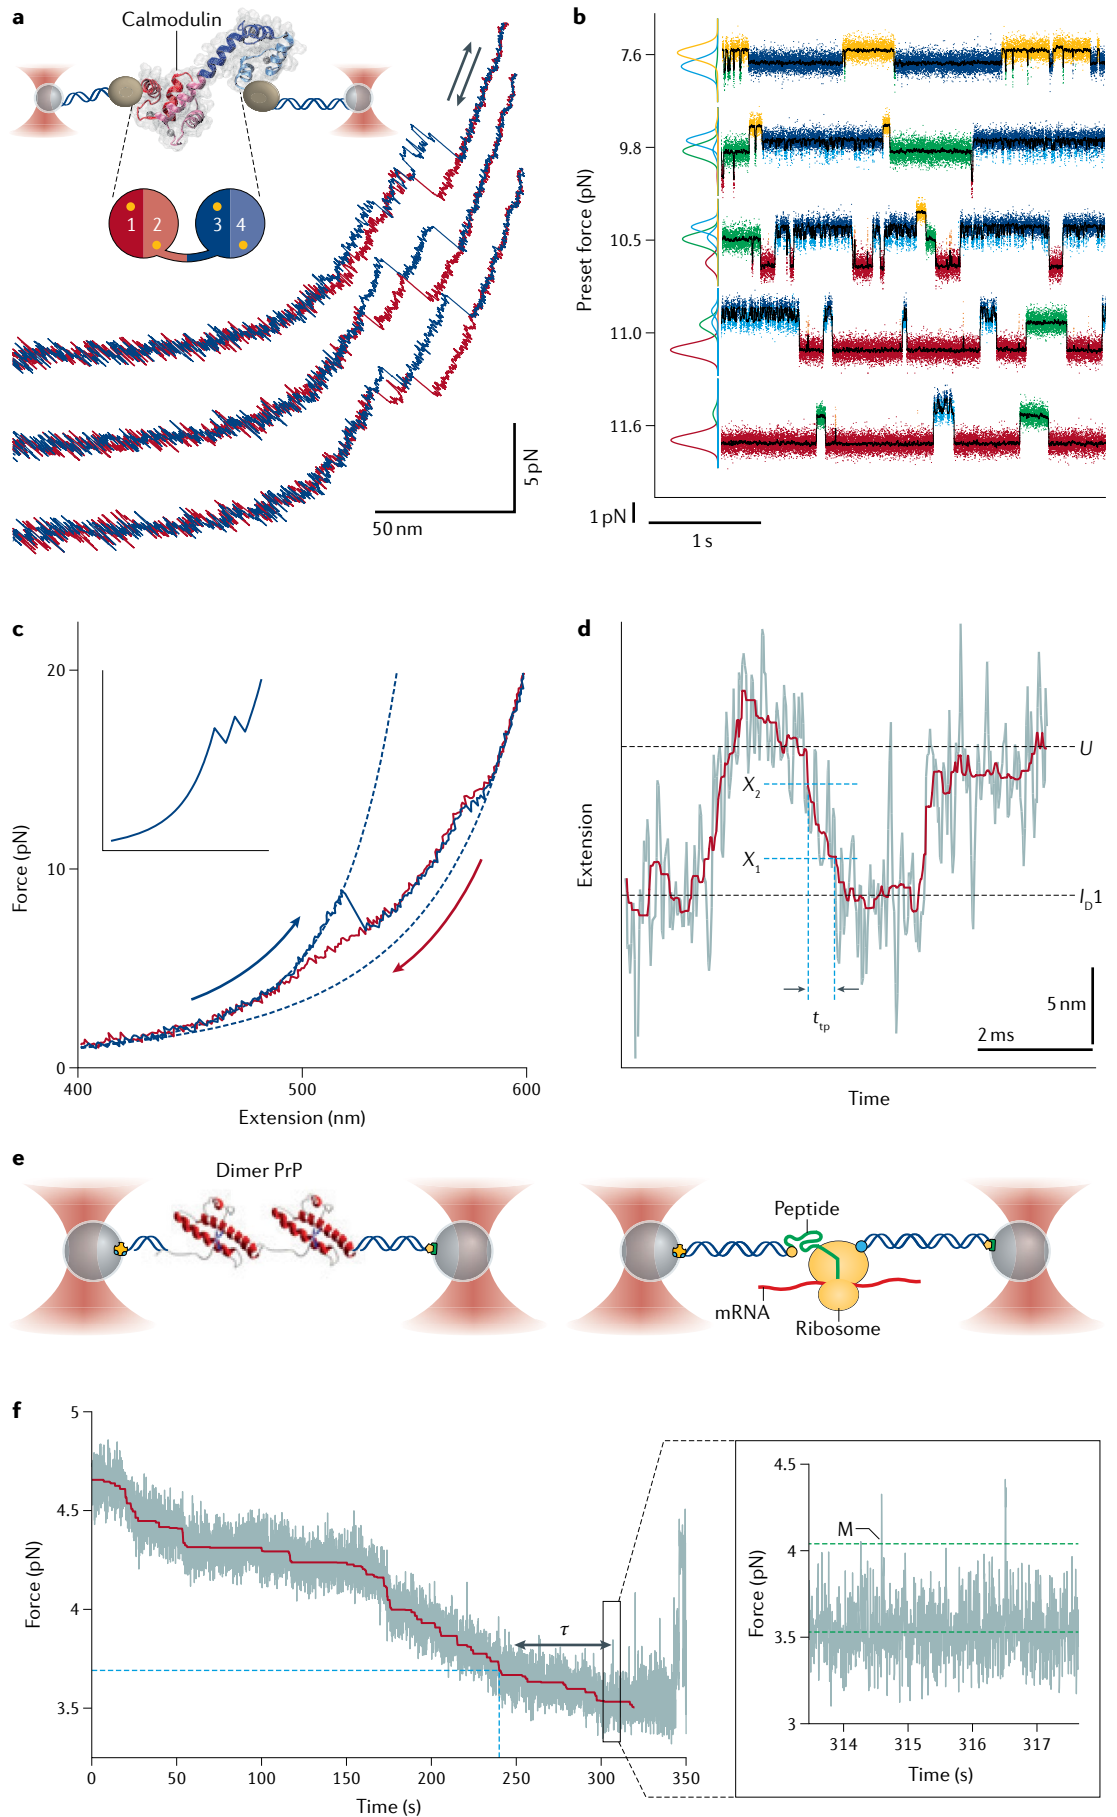 a
Calmodulin
1 2 3 4
5 pN
50 nm
b
Preset force (pN)
7.6
9.8
10.5
11.0
11.6
1 pN
1 s
c
Force (pN)
20
10
0
400 500 600
Extension (nm)
d
Extension
U
X₂
X₁
I_D1
t_tp
5 nm
2 ms
Time
e
Dimer PrP
Peptide
mRNA
Ribosome
f
Force (pN)
5
4.5
4
3.5
τ
0 50 100 150 200 250 300 350
Time (s)
Force (pN)
4.5
M
4
3.5
3
314 315 316 317
Time (s)